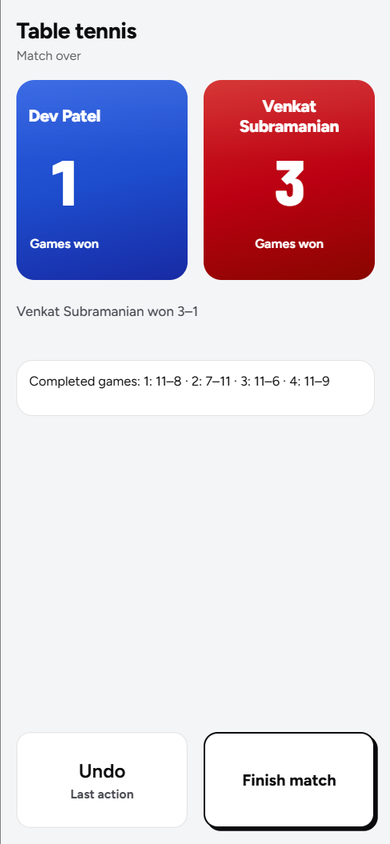 Table tennis
Match over
Dev Patel
1
Games won
Venkat
Subramanian
3
Games won
Venkat Subramanian won 3–1
Completed games: 1: 11–8 · 2: 7–11 · 3: 11–6 · 4: 11–9
Undo
Last action
Finish match